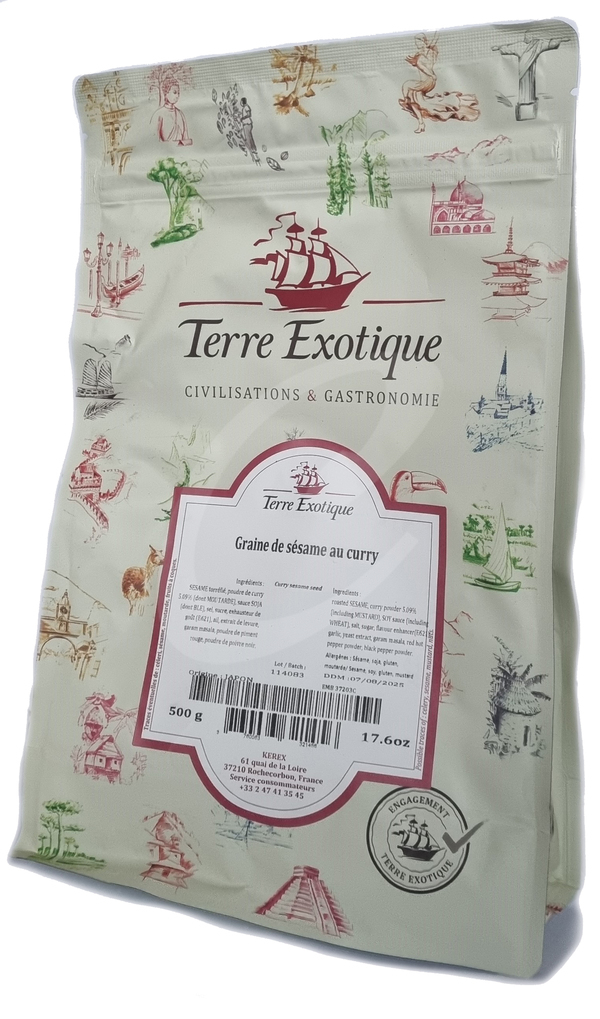 Terre Exotique
CIVILISATIONS & GASTRONOMIE
Terre Exotique
Graine de sésame au curry
Ingrédients :
SÉSAME torréfié, poudre de curry
5.09% (dont MOUTARDE), sauce SOJA
(dont BLE), sel, sucre, exhausteur de
goût (E621), ail, extrait de levure,
garam masala, poudre de piment
rouge, poudre de poivre noir.
Curry sesame seed
Ingredients :
roasted SESAME, curry powder 5.09%
(including MUSTARD), SOY sauce (including
WHEAT), salt, sugar, flavour enhancer(E621),
garlic, yeast extract, garam masala, red hot
pepper powder, black pepper powder.
Allergènes : Sésame, soja, gluten,
moutarde/ Sesame, soy, gluten, mustard
Origine : JAPON
Lot / Batch :
114083
DDM :07/08/2025
EMB 37203C
500 g
17.6oz
KEREX
61 quai de la Loire
37210 Rochecorbon, France
Service consommateurs
+33 2 47 41 35 45
ENGAGEMENT
TERRE EXOTIQUE